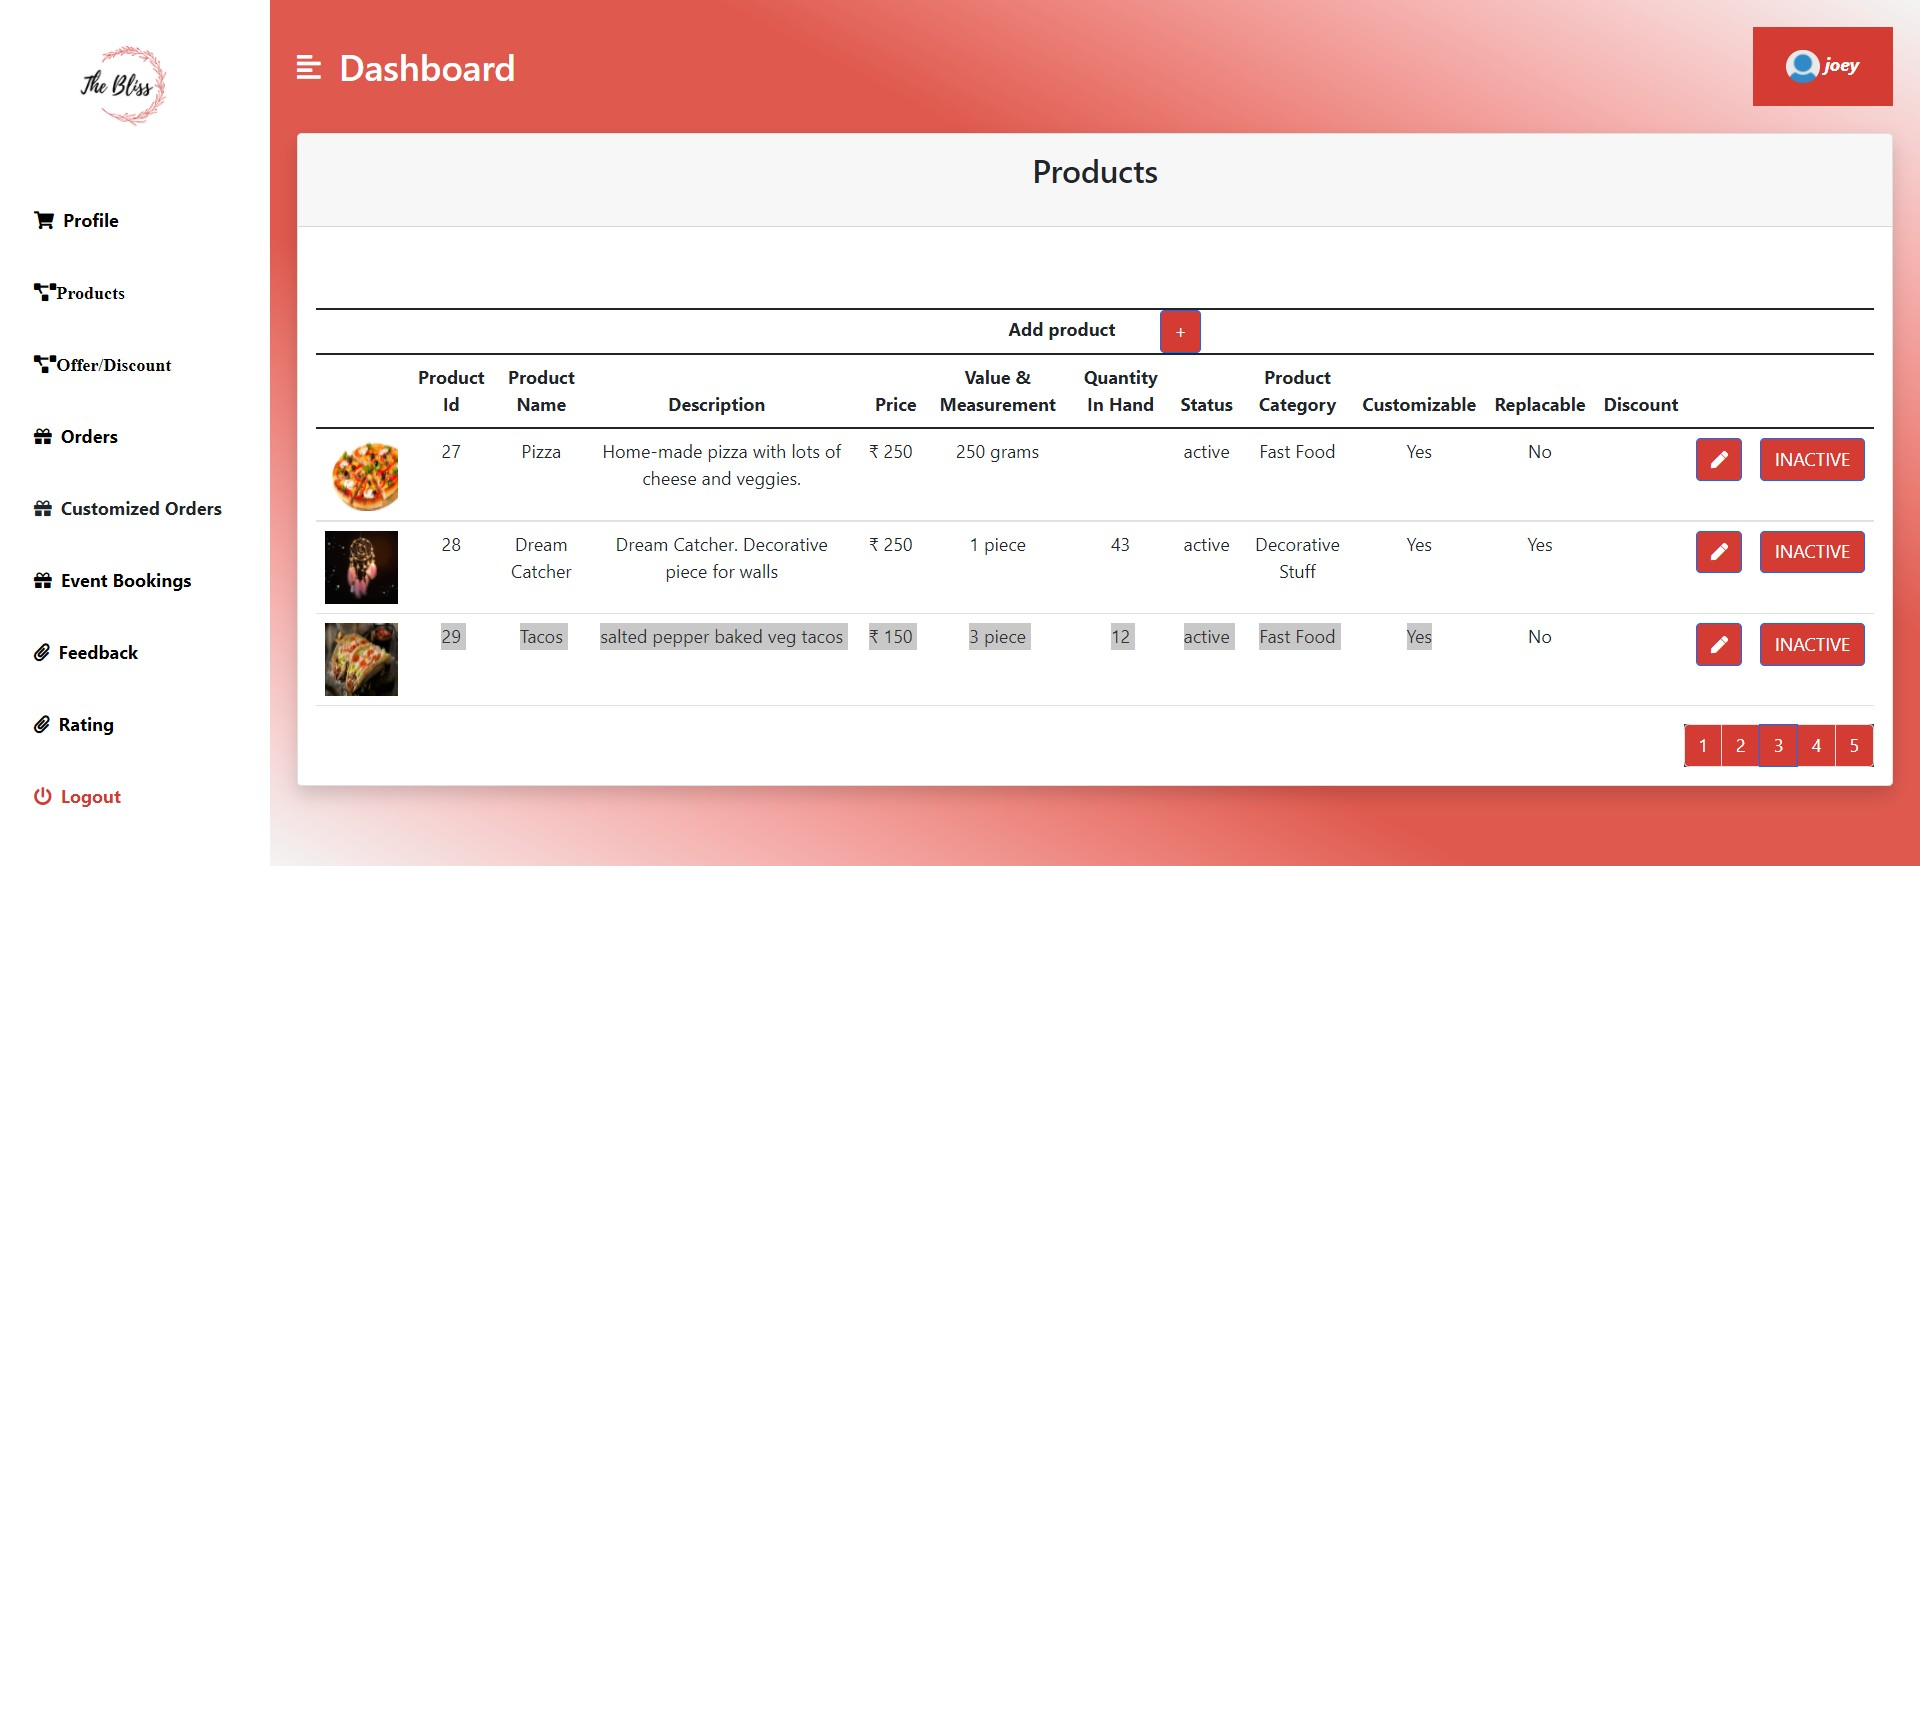 The Bliss
Dashboard
joey
Profile
Products
Offer/Discount
Orders
Customized Orders
Event Bookings
Feedback
Rating
Logout
Products
Add product +
Product Id Product Name Description Price Value & Measurement Quantity In Hand Status Product Category Customizable Replacable Discount
27 Pizza Home-made pizza with lots of cheese and veggies. ₹ 250 250 grams active Fast Food Yes No INACTIVE
28 Dream Catcher Dream Catcher. Decorative piece for walls ₹ 250 1 piece 43 active Decorative Stuff Yes Yes INACTIVE
29 Tacos salted pepper baked veg tacos ₹ 150 3 piece 12 active Fast Food Yes No INACTIVE
1 2 3 4 5